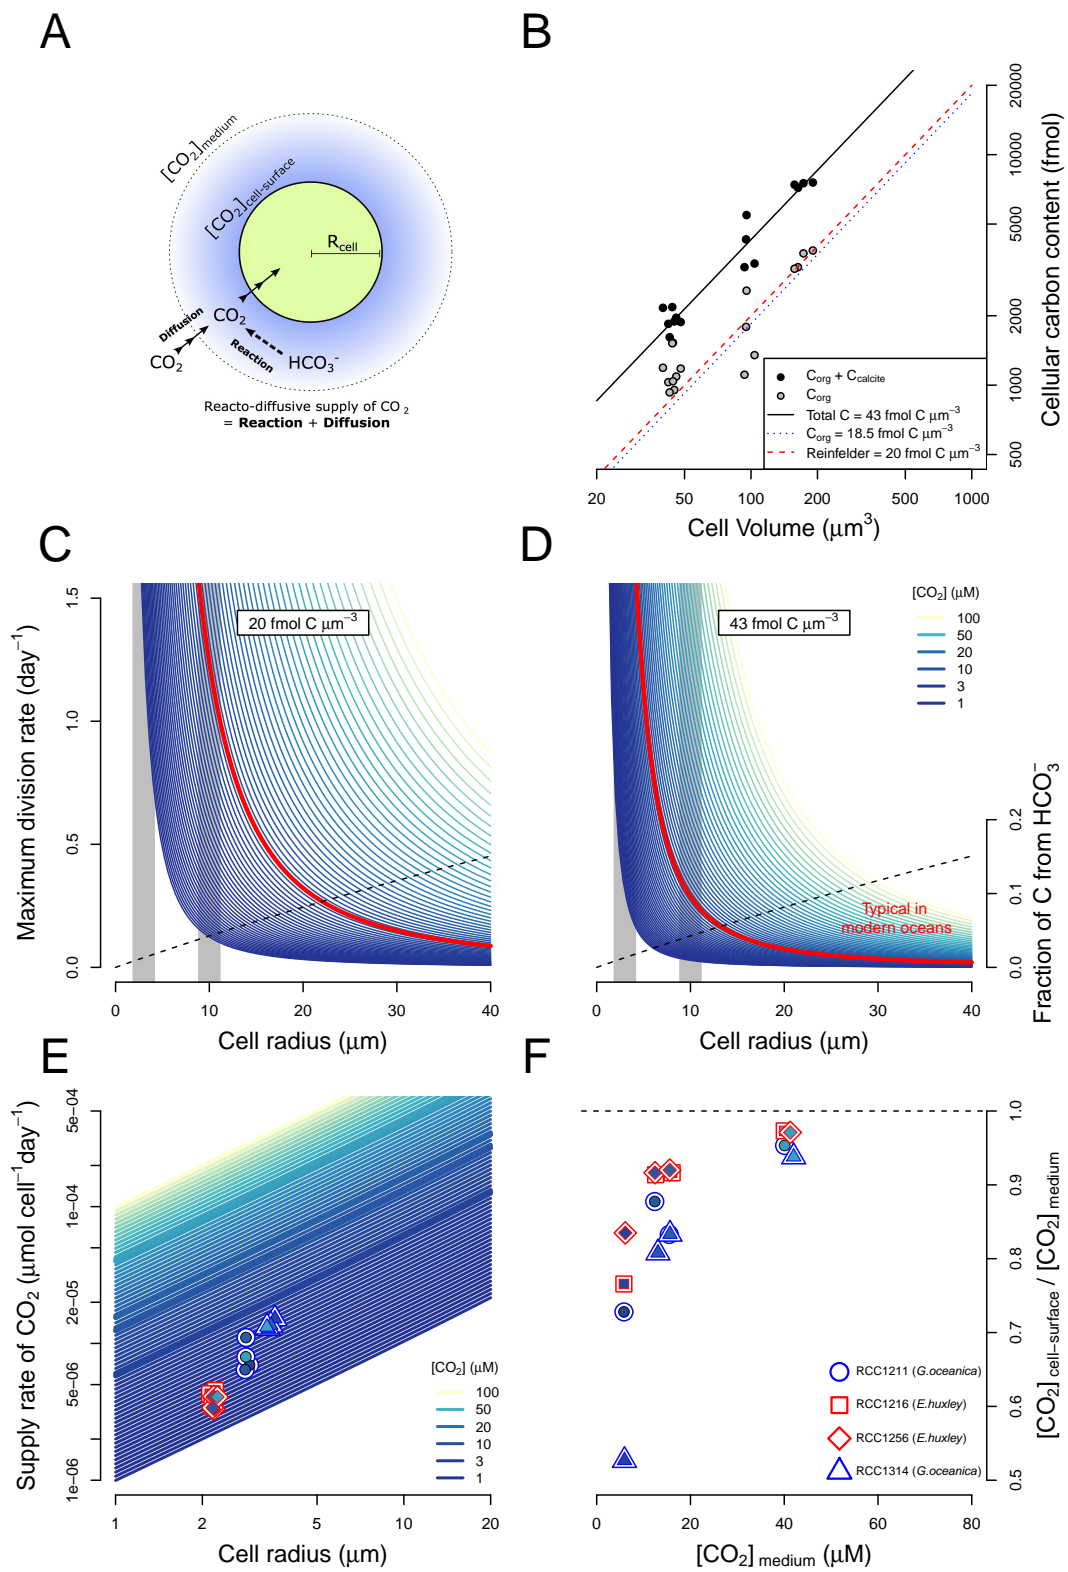 A
[CO2]medium
[CO2]cell-surface
Rcell
CO2
Diffusion
Reaction
CO2
HCO3-
Reacto-diffusive supply of CO2
= Reaction + Diffusion
B
Cellular carbon content (fmol)
500 1000 2000 5000 10000 20000
Corg + Ccalcite
Corg
Total C = 43 fmol C μm−3
Corg = 18.5 fmol C μm−3
Reinfelder = 20 fmol C μm−3
20 50 100 200 500 1000
Cell Volume (μm3)
C
Maximum division rate (day−1)
0.0 0.5 1.0 1.5
20 fmol C μm−3
0 10 20 30 40
Cell radius (μm)
D
43 fmol C μm−3
[CO2] (μM)
100
50
20
10
3
1
Typical in
modern oceans
Fraction of C from HCO3−
0.0 0.1 0.2
0 10 20 30 40
Cell radius (μm)
E
Supply rate of CO2 (μmol cell−1day−1)
1e−06 5e−06 2e−05 1e−04 5e−04
[CO2] (μM)
100
50
20
10
3
1
1 2 5 10 20
Cell radius (μm)
F
[CO2] cell−surface / [CO2] medium
0.5 0.6 0.7 0.8 0.9 1.0
RCC1211 (G.oceanica)
RCC1216 (E.huxley)
RCC1256 (E.huxley)
RCC1314 (G.oceanica)
0 20 40 60 80
[CO2] medium (μM)